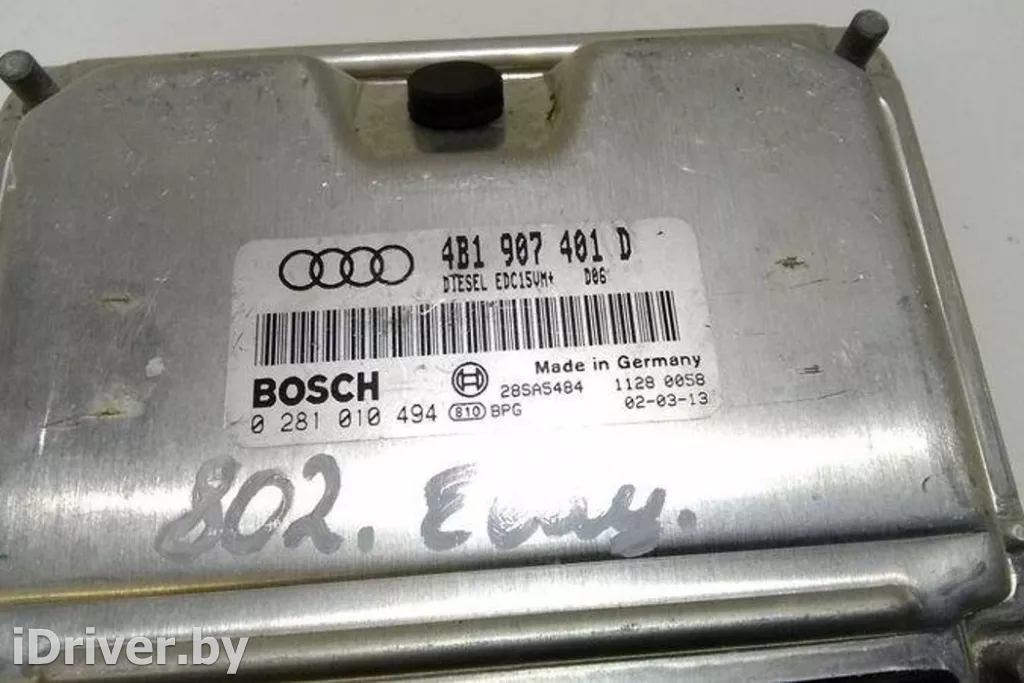 4B1 907 401 D
DIESEL EDC15VM+ D06
Made in Germany
BOSCH 28SA5484 1128 0058
0 281 010 494 810 BPG 02-03-13
802.
iDriver.by